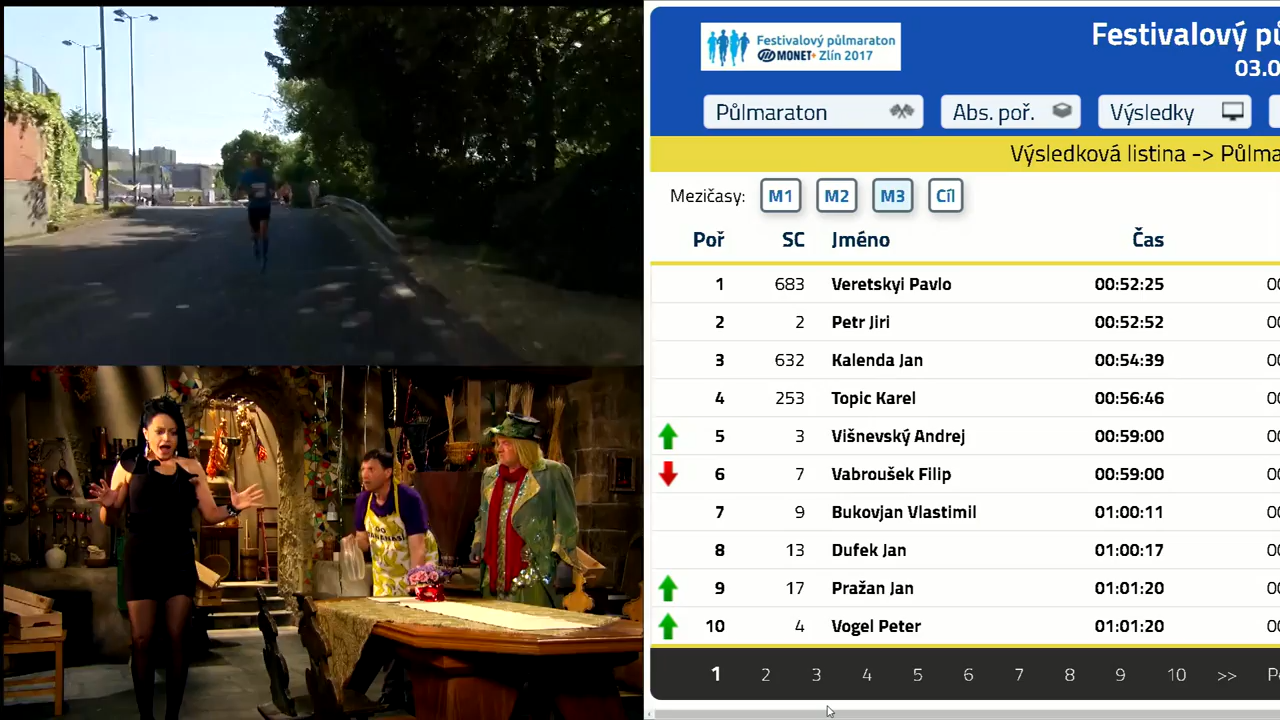 Festivalový půlmaraton
MONET+ Zlín 2017
Festivalový
03.0
Půlmaraton Abs. poř. Výsledky
Výsledková listina -> Půlma
Mezičasy: M1 M2 M3 Cíl
Poř SC Jméno Čas
1 683 Veretskyi Pavlo 00:52:25
2 2 Petr Jiri 00:52:52
3 632 Kalenda Jan 00:54:39
4 253 Topic Karel 00:56:46
5 3 Višnevský Andrej 00:59:00
6 7 Vabroušek Filip 00:59:00
7 9 Bukovjan Vlastimil 01:00:11
8 13 Dufek Jan 01:00:17
9 17 Pražan Jan 01:01:20
10 4 Vogel Peter 01:01:20
1 2 3 4 5 6 7 8 9 10 >>
GO
BANANAS!